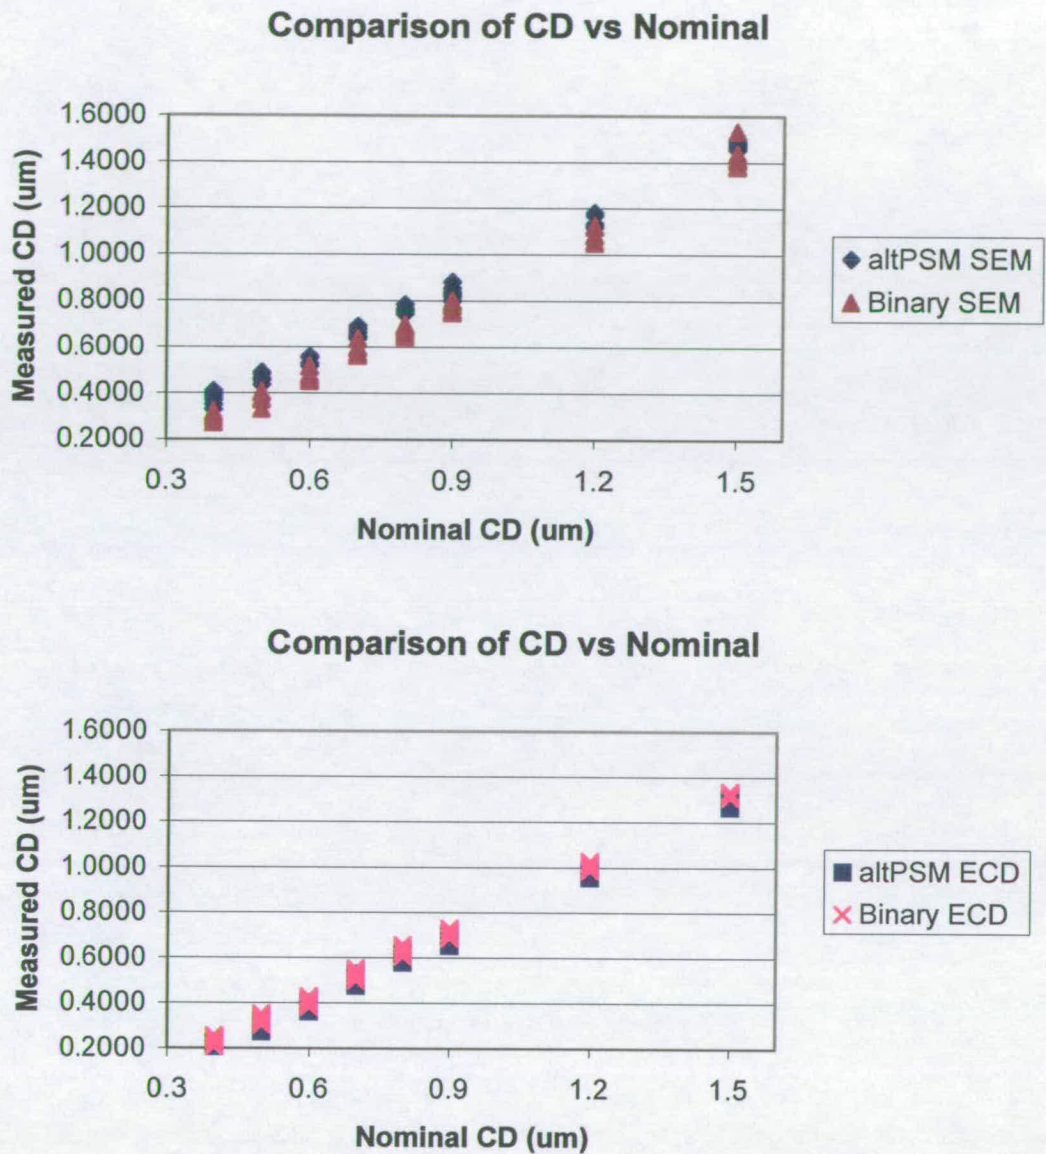 Comparison of CD vs Nominal
1.6000
1.4000
1.2000
1.0000
0.8000
0.6000
0.4000
0.2000
Measured CD (um)
0.3 0.6 0.9 1.2 1.5
Nominal CD (um)
altPSM SEM
Binary SEM
Comparison of CD vs Nominal
1.6000
1.4000
1.2000
1.0000
0.8000
0.6000
0.4000
0.2000
Measured CD (um)
0.3 0.6 0.9 1.2 1.5
Nominal CD (um)
altPSM ECD
Binary ECD